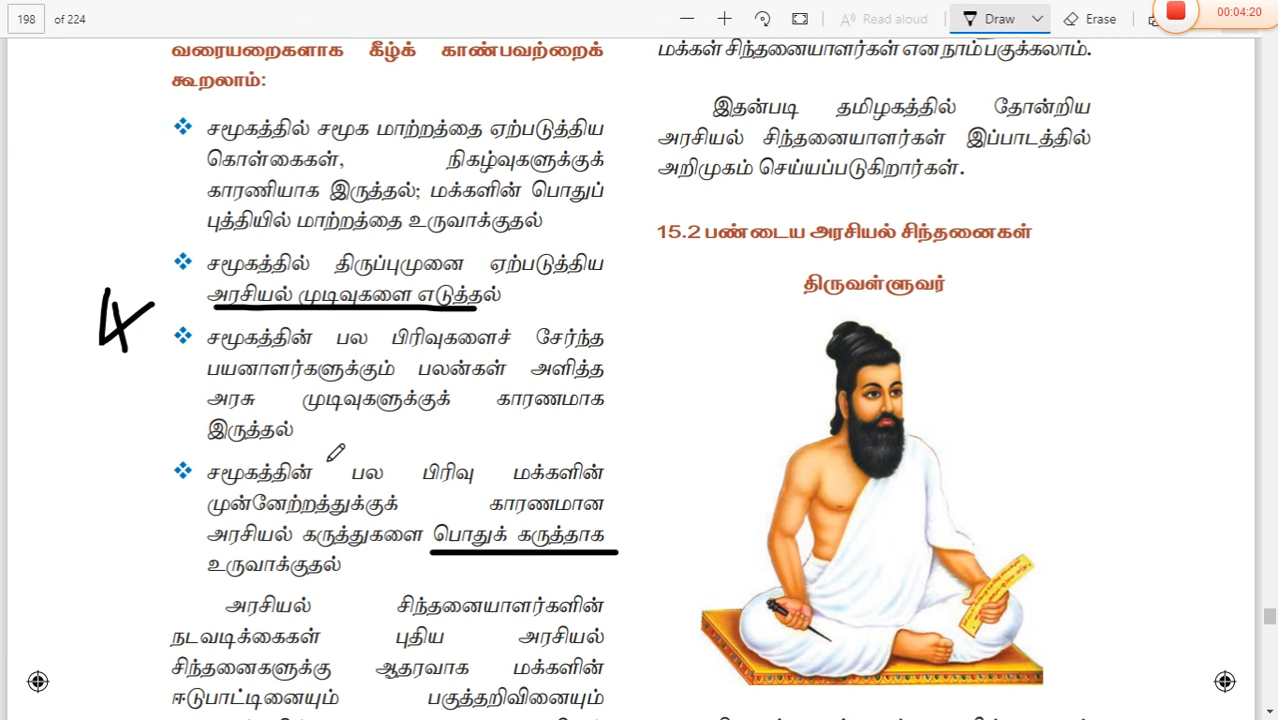 198 of 224
Read aloud
Draw
Erase
00:04:20
வரையறைகளாக கீழ்க் காண்பவற்றைக்
கூறலாம்:
சமூகத்தில் சமூக மாற்றத்தை ஏற்படுத்திய
கொள்கைகள், நிகழ்வுகளுக்குக்
காரணியாக இருத்தல்; மக்களின் பொதுப்
புத்தியில் மாற்றத்தை உருவாக்குதல்
சமூகத்தில் திருப்புமுனை ஏற்படுத்திய
அரசியல் முடிவுகளை எடுத்தல்
4
சமூகத்தின் பல பிரிவுகளைச் சேர்ந்த
பயனாளர்களுக்கும் பலன்கள் அளித்த
அரசு முடிவுகளுக்குக் காரணமாக
இருத்தல்
சமூகத்தின் பல பிரிவு மக்களின்
முன்னேற்றத்துக்குக் காரணமான
அரசியல் கருத்துகளை பொதுக் கருத்தாக
உருவாக்குதல்
அரசியல் சிந்தனையாளர்களின்
நடவடிக்கைகள் புதிய அரசியல்
சிந்தனைகளுக்கு ஆதரவாக மக்களின்
ஈடுபாட்டினையும் பகுத்தறிவினையும்
மக்கள் சிந்தனையாளர்கள் என நாம் பகுக்கலாம்.
இதன்படி தமிழகத்தில் தோன்றிய
அரசியல் சிந்தனையாளர்கள் இப்பாடத்தில்
அறிமுகம் செய்யப்படுகிறார்கள்.
15.2 பண்டைய அரசியல் சிந்தனைகள்
திருவள்ளுவர்